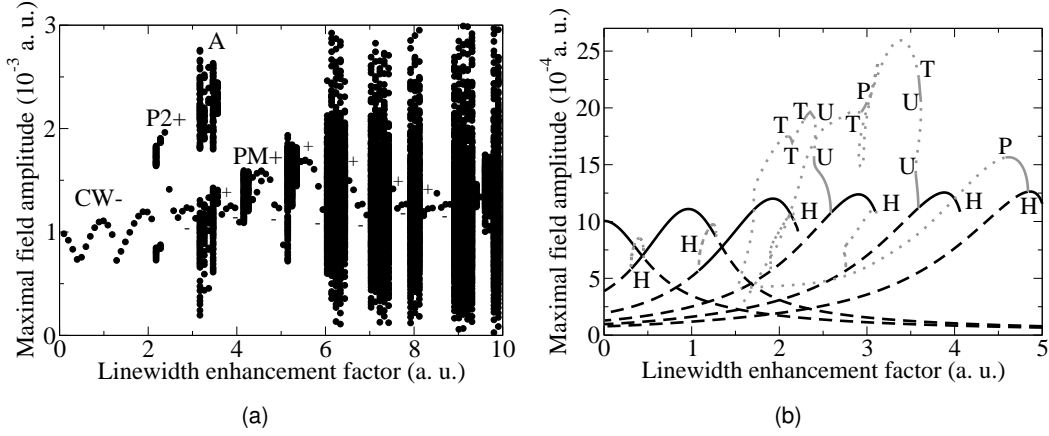 3
2
1
0
0 2 4 6 8 10
Maximal field amplitude (10⁻³ a. u.)
Linewidth enhancement factor (a. u.)
A
P2+
CW-
PM+
+ + + + +
- - - - -
(a)
25
20
15
10
5
0
0 1 2 3 4 5
Maximal field amplitude (10⁻⁴ a. u.)
Linewidth enhancement factor (a. u.)
T T U T P T
T U U
P
H H H H H H
(b)